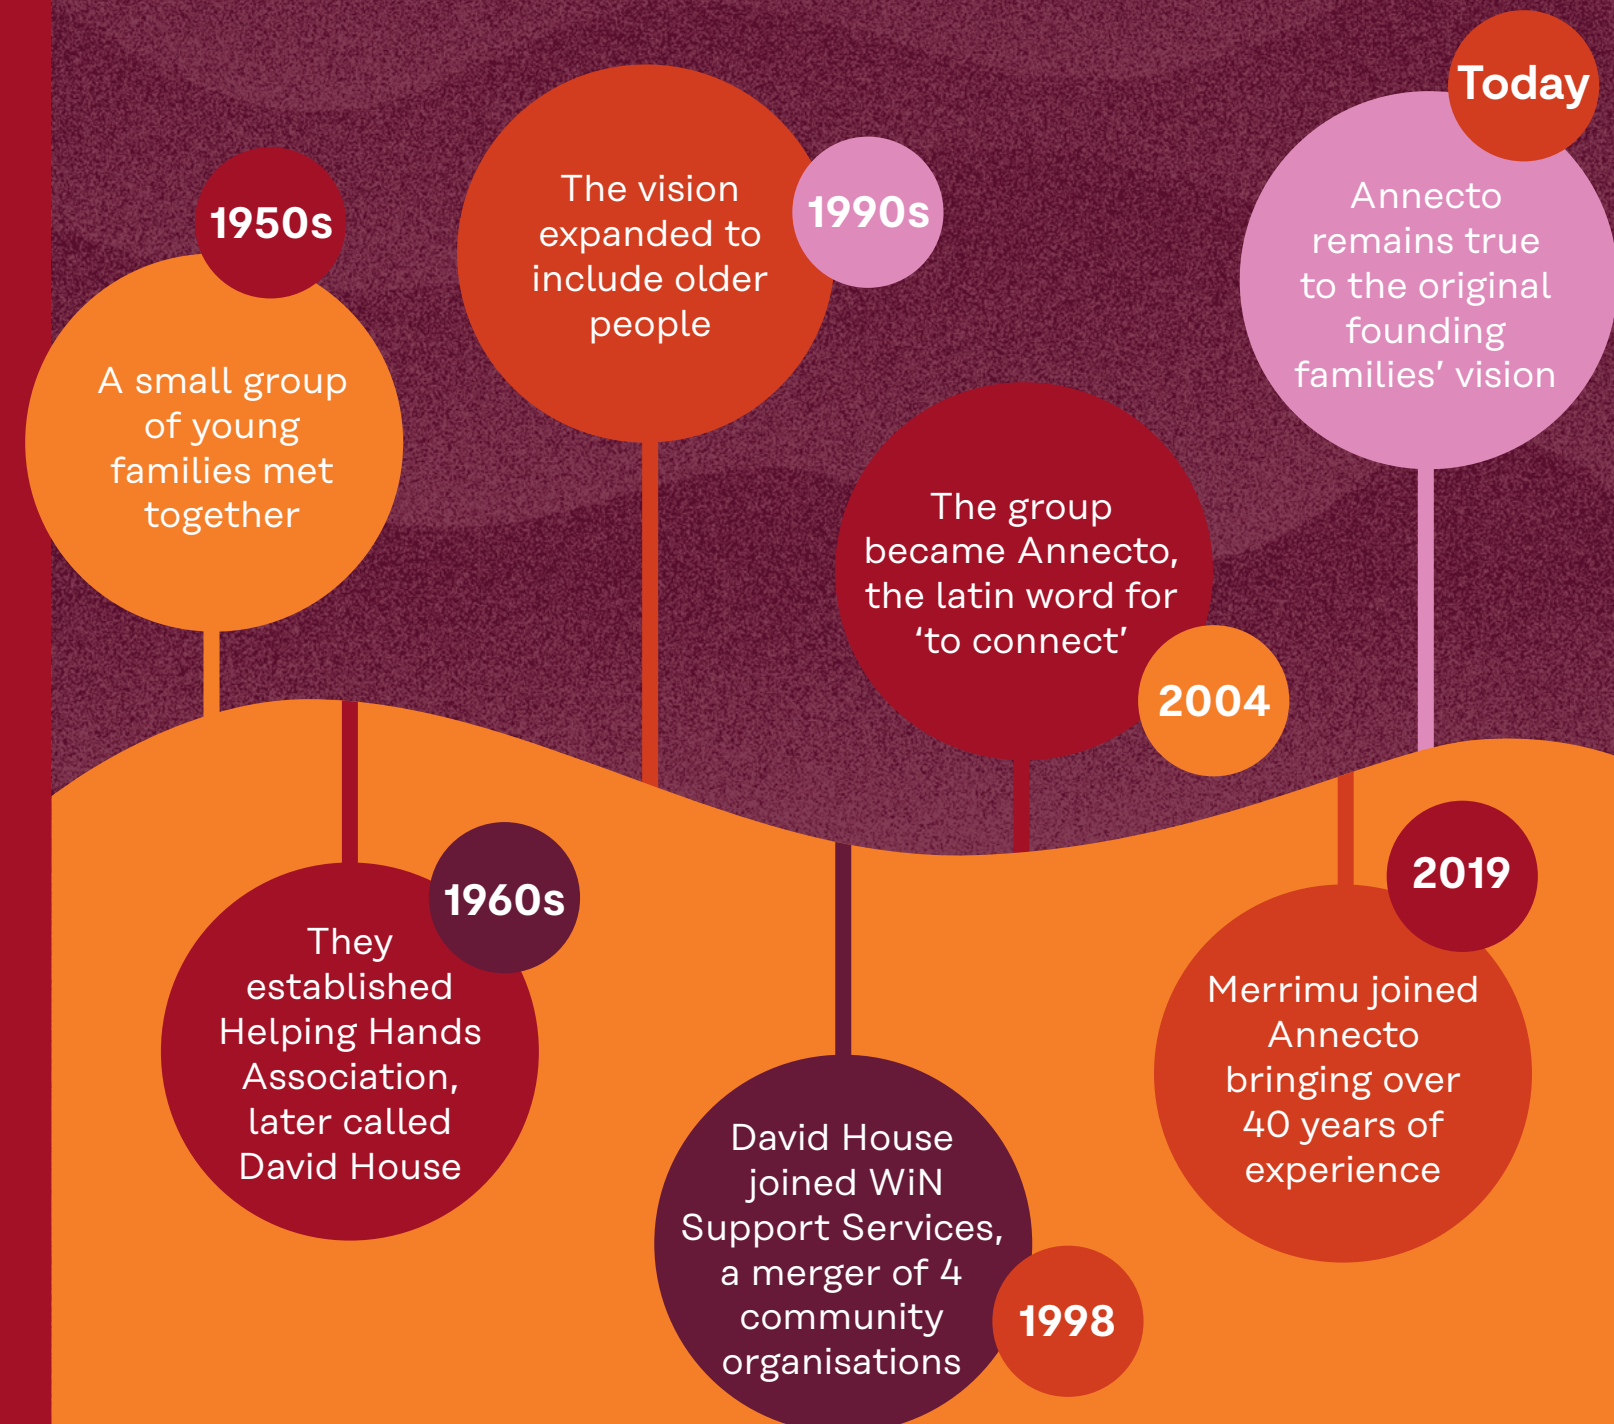 1950s
A small group
of young
families met
together
1960s
They
established
Helping Hands
Association,
later called
David House
1990s
The vision
expanded to
include older
people
1998
David House
joined WiN
Support Services,
a merger of 4
community
organisations
2004
The group
became Annecto,
the latin word for
‘to connect’
2019
Merrimu joined
Annecto
bringing over
40 years of
experience
Today
Annecto
remains true
to the original
founding
families’ vision